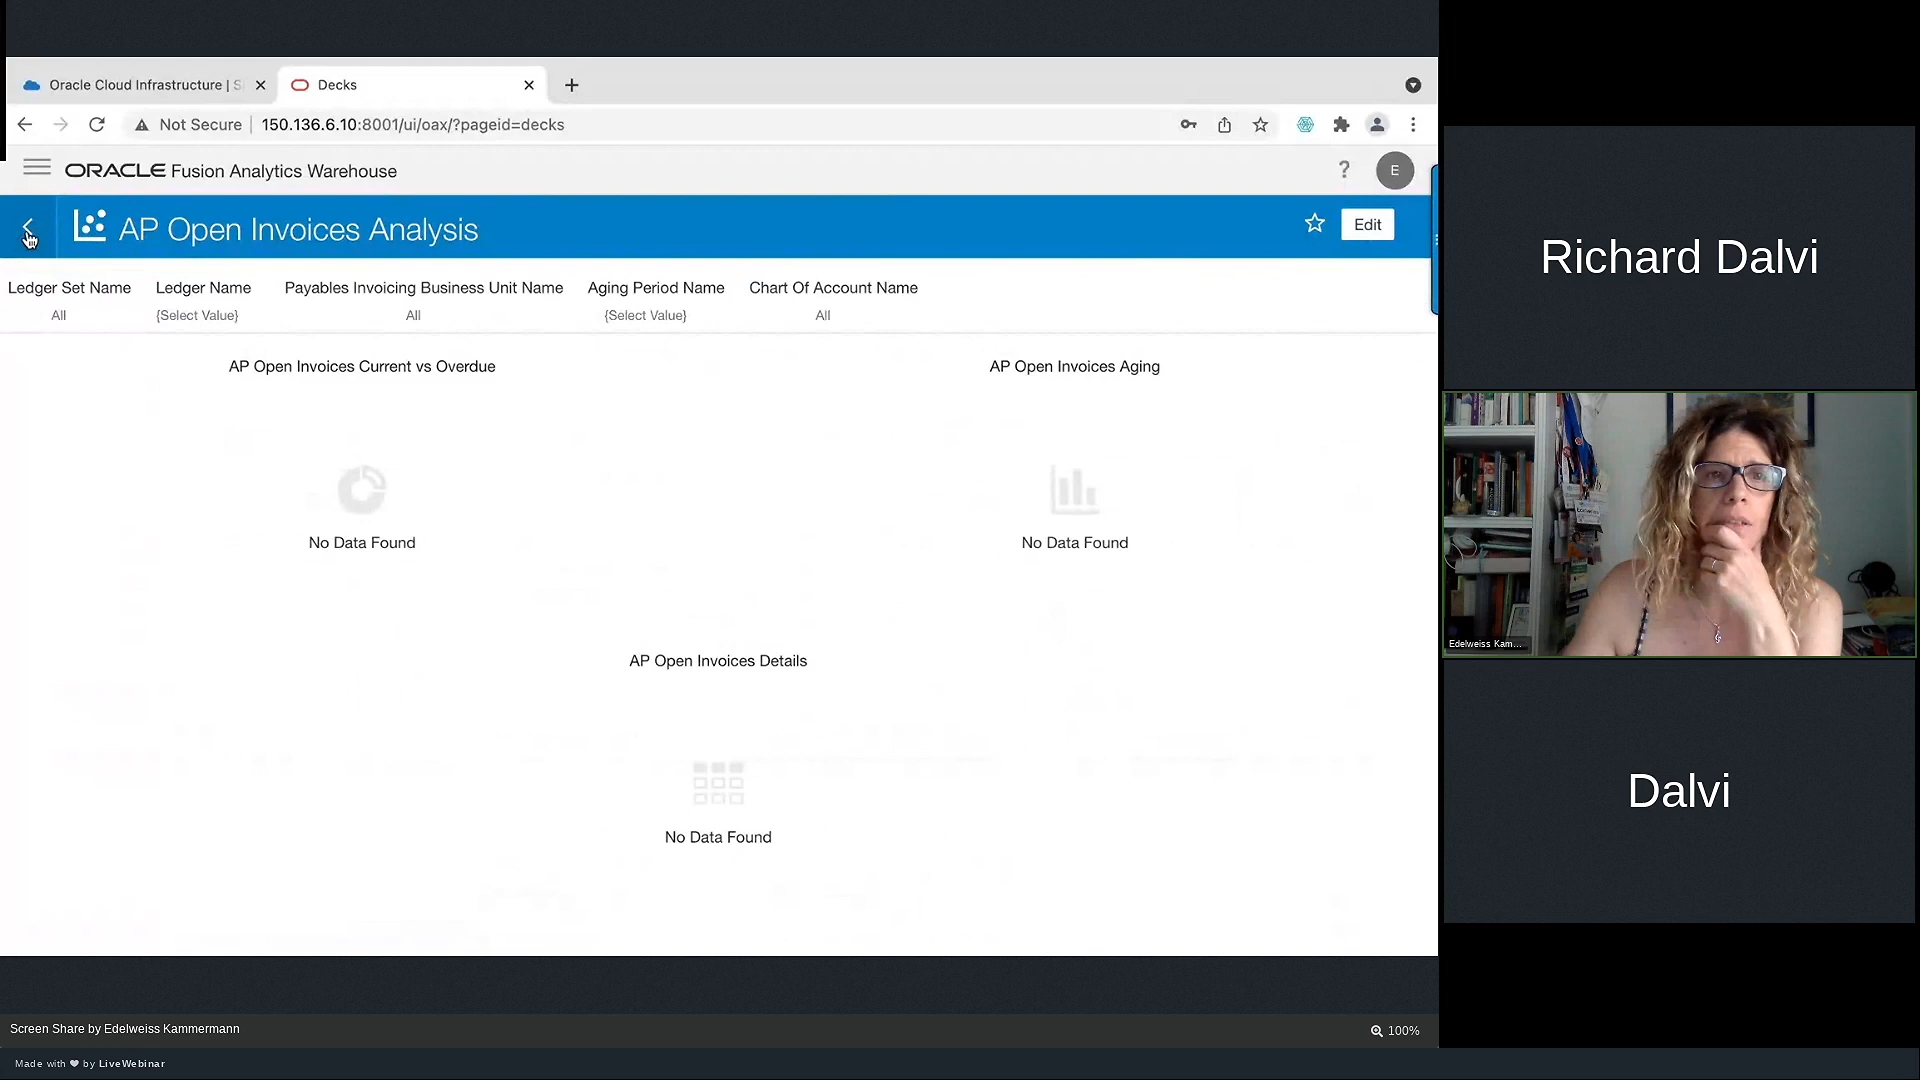 Oracle Cloud Infrastructure | S
Decks
Not Secure | 150.136.6.10:8001/ui/oax/?pageid=decks
ORACLE Fusion Analytics Warehouse
? E
AP Open Invoices Analysis
Edit
Ledger Set Name Ledger Name Payables Invoicing Business Unit Name Aging Period Name Chart Of Account Name
All {Select Value} All {Select Value} All
AP Open Invoices Current vs Overdue
AP Open Invoices Aging
No Data Found
No Data Found
AP Open Invoices Details
No Data Found
Richard Dalvi
Edelweiss Kam...
Dalvi
Screen Share by Edelweiss Kammermann
100%
Made with ❤ by LiveWebinar